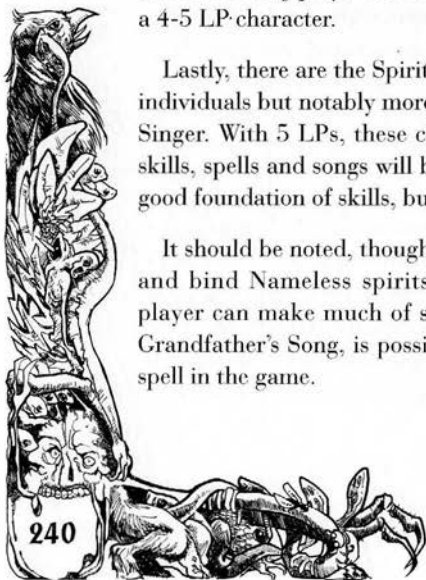 a 4-5 LP character.
Lastly, there are the Spirit
individuals but notably more
Singer. With 5 LPs, these c
skills, spells and songs will b
good foundation of skills, bu
It should be noted, though
and bind Nameless spirits
player can make much of s
Grandfather's Song, is possi
spell in the game.
240